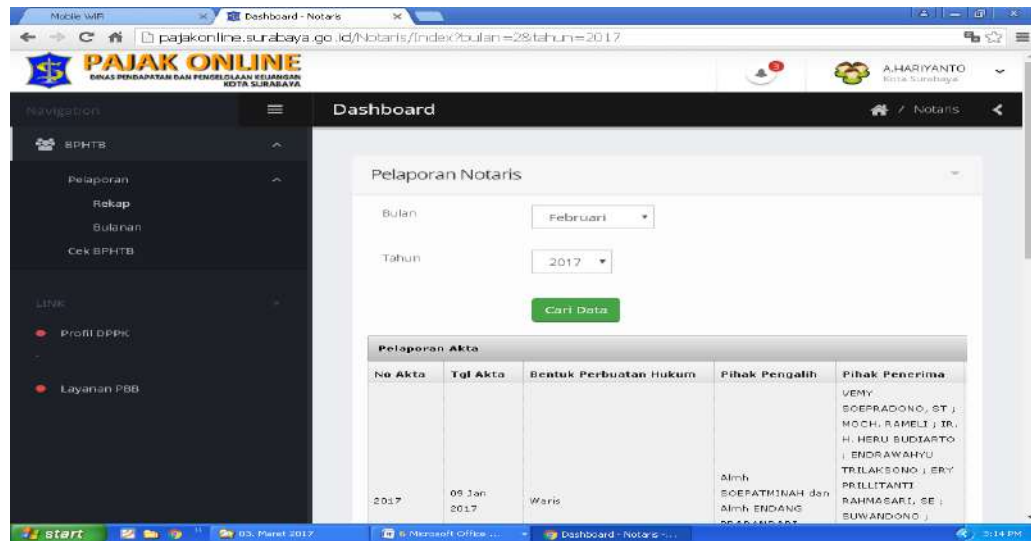 Mobile WiFi
Dashboard - Notaris
pajakonline.surabaya.go.id/Notaris/Index?bulan=2&tahun=2017
PAJAK ONLINE
DINAS PENDAPATAN DAN PENGELOLAAN KEUANGAN
KOTA SURABAYA
3
A.HARIYANTO
Kota Surabaya
Navigation
Dashboard
/ Notaris
BPHTB
Pelaporan
Rekap
Bulanan
Cek BPHTB
LINK
Profil DPPK
Layanan PBB
Pelaporan Notaris
Bulan
Februari
Tahun
2017
Cari Data
Pelaporan Akta
No Akta Tgl Akta Bentuk Perbuatan Hukum Pihak Pengalih Pihak Penerima
2017
09 Jan
2017
Waris
Almh
SOEPATMINAH dan
Almh ENDANG
VEMY
SOEPRADONO, ST ;
MOCH. RAMELI ; IR.
H. HERU BUDIARTO
; ENDRAWAHYU
TRILAKSONO ; ERY
PRILLITANTI
RAHMASARI, SE ;
SUWANDONO ;
start
03. Maret 2017
6 Microsoft Office ...
Dashboard - Notaris -...
3:14 PM